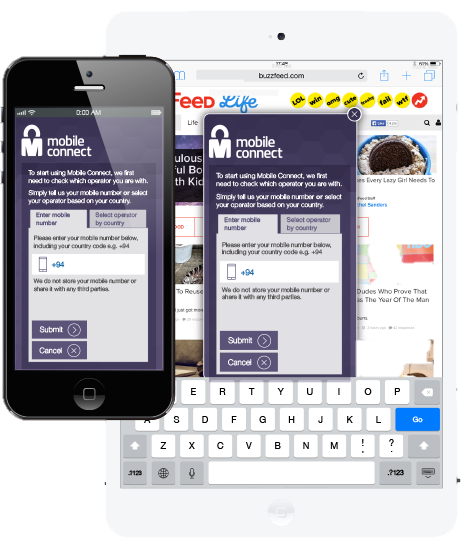 0:00 AM
mobile
connect
To start using Mobile Connect, we first
need to check which operator you are with.
Simply tell us your mobile number or select
your operator based on your country.
Enter mobile
number
Select operator
by country
Please enter your mobile number below,
including your country code e.g. +94
+94
We do not store your mobile number or
share it with any third parties.
Submit
Cancel
buzzfeed.com
FEED Life
LOL
win
omg
cute
fail
wtf
Life
mobile
connect
To start using Mobile Connect, we first
need to check which operator you are with.
Simply tell us your mobile number or select
your operator based on your country.
Enter mobile
number
Select operator
by country
Please enter your mobile number below,
including your country code e.g. +94
+94
We do not store your mobile number or
share it with any third parties.
Submit
Cancel
es Every Lazy Girl Needs To
Dudes Who Prove That
s The Year Of The Man
To Reuse
E R T Y U I O P
A S D F G H J K L Go
Z X C V B N M ! , ? .
.?123 .?123